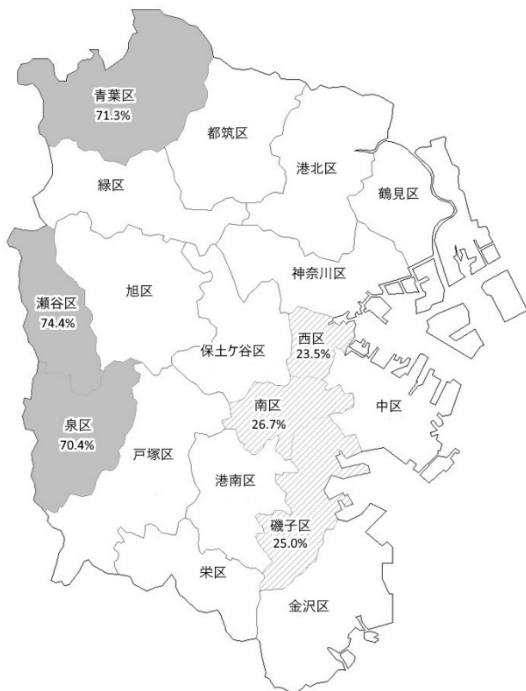 青葉区
71.3%
都筑区
港北区
緑区
鶴見区
神奈川区
瀬谷区
74.4%
旭区
保土ケ谷区
西区
23.5%
南区
26.7%
中区
泉区
70.4%
戸塚区
港南区
磯子区
25.0%
栄区
金沢区